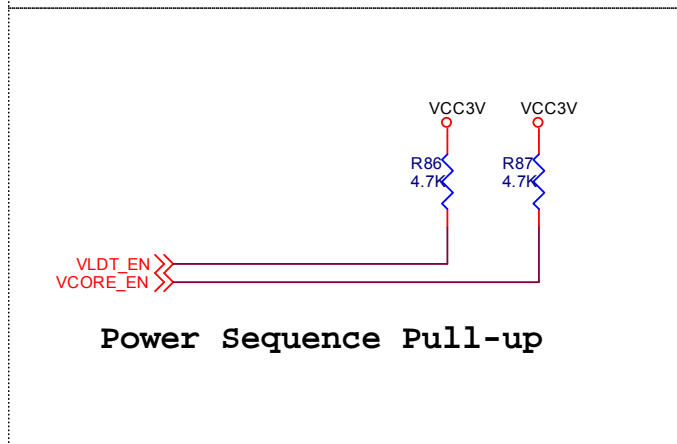 VCC3V VCC3V
R86 R87
4.7K 4.7K
VLDT_EN
VCORE_EN
Power Sequence Pull-up